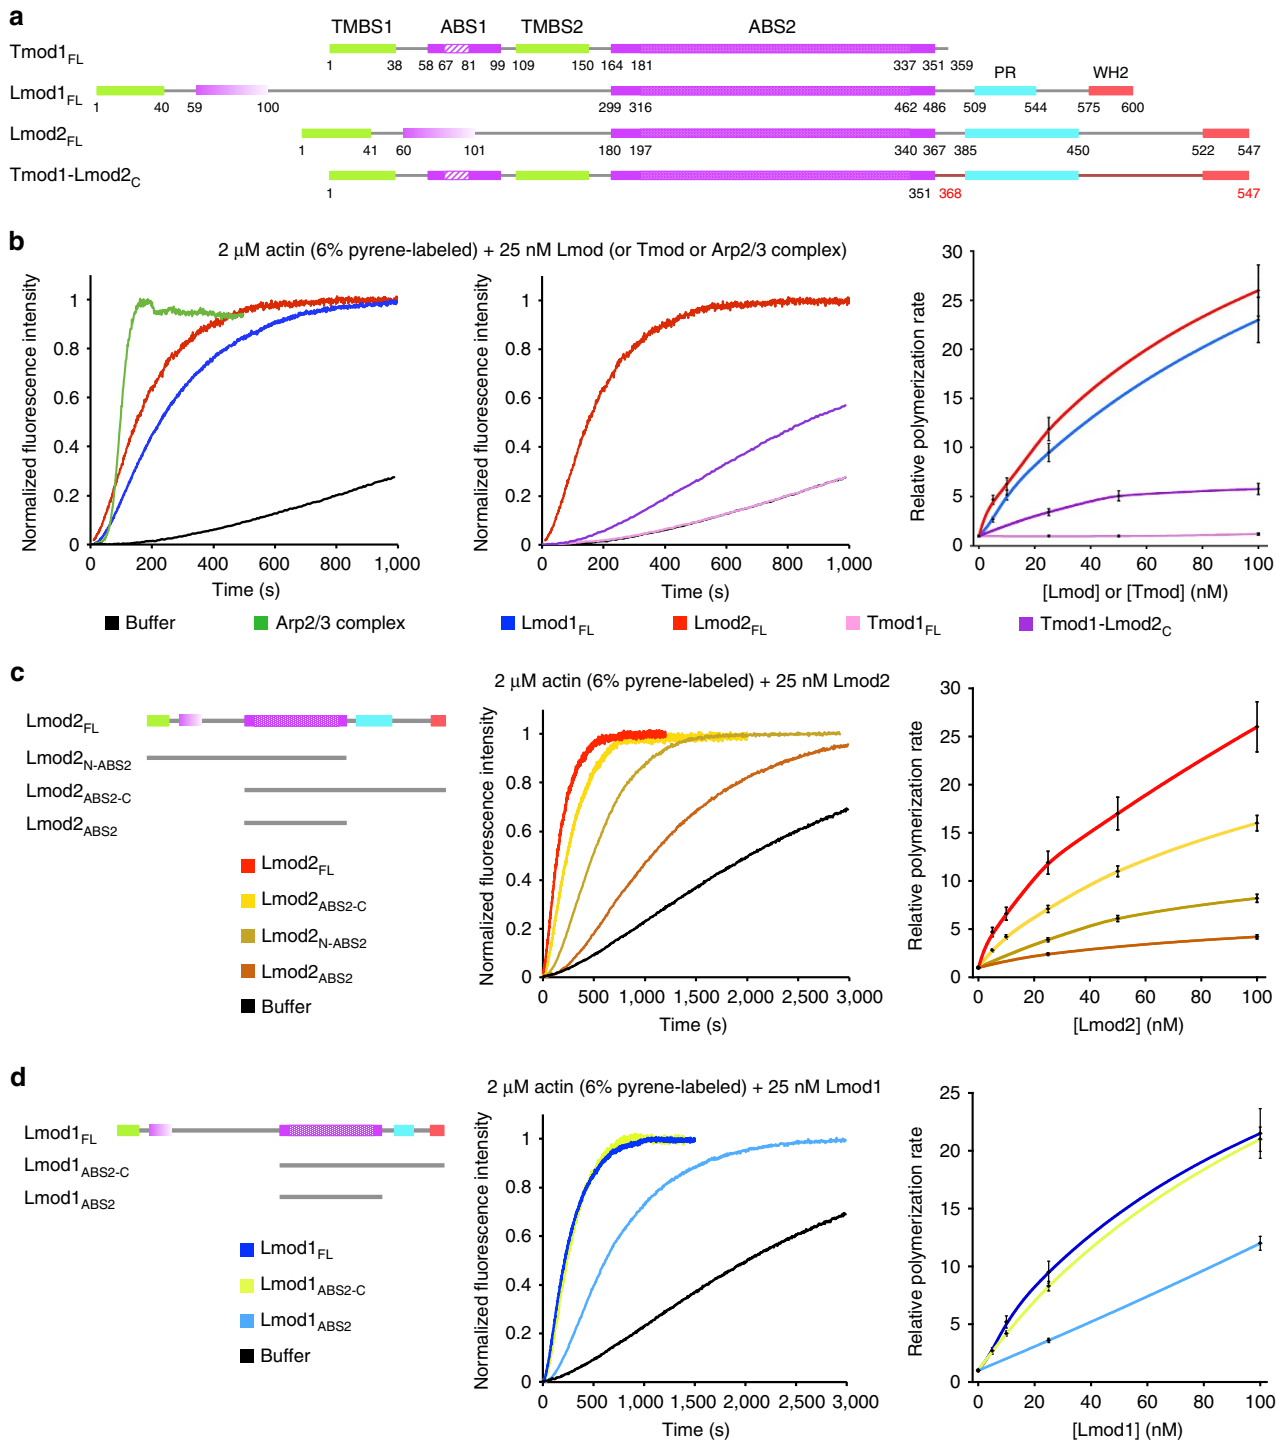 a
TMBS1 ABS1 TMBS2 ABS2
Tmod1FL
1 38 58 67 81 99 109 150 164 181 337 351 359
PR WH2
Lmod1FL
1 40 59 100 299 316 462 486 509 544 575 600
Lmod2FL
1 41 60 101 180 197 340 367 385 450 522 547
Tmod1-Lmod2C
1 351 368 547
b
2 μM actin (6% pyrene-labeled) + 25 nM Lmod (or Tmod or Arp2/3 complex)
Normalized fluorescence intensity
1
0.8
0.6
0.4
0.2
0
0 200 400 600 800 1,000
Time (s)
Normalized fluorescence intensity
1
0.8
0.6
0.4
0.2
0
0 200 400 600 800 1,000
Time (s)
Relative polymerization rate
30
25
20
15
10
5
0
0 20 40 60 80 100
[Lmod] or [Tmod] (nM)
Buffer Arp2/3 complex Lmod1FL Lmod2FL Tmod1FL Tmod1-Lmod2C
c
Lmod2FL
Lmod2N-ABS2
Lmod2ABS2-C
Lmod2ABS2
Lmod2FL
Lmod2ABS2-C
Lmod2N-ABS2
Lmod2ABS2
Buffer
2 μM actin (6% pyrene-labeled) + 25 nM Lmod2
Normalized fluorescence intensity
1
0.8
0.6
0.4
0.2
0
0 500 1,000 1,500 2,000 2,500 3,000
Time (s)
Relative polymerization rate
30
25
20
15
10
5
0
0 20 40 60 80 100
[Lmod2] (nM)
d
Lmod1FL
Lmod1ABS2-C
Lmod1ABS2
Lmod1FL
Lmod1ABS2-C
Lmod1ABS2
Buffer
2 μM actin (6% pyrene-labeled) + 25 nM Lmod1
Normalized fluorescence intensity
1
0.8
0.6
0.4
0.2
0
0 500 1,000 1,500 2,000 2,500 3,000
Time (s)
Relative polymerization rate
25
20
15
10
5
0
0 20 40 60 80 100
[Lmod1] (nM)